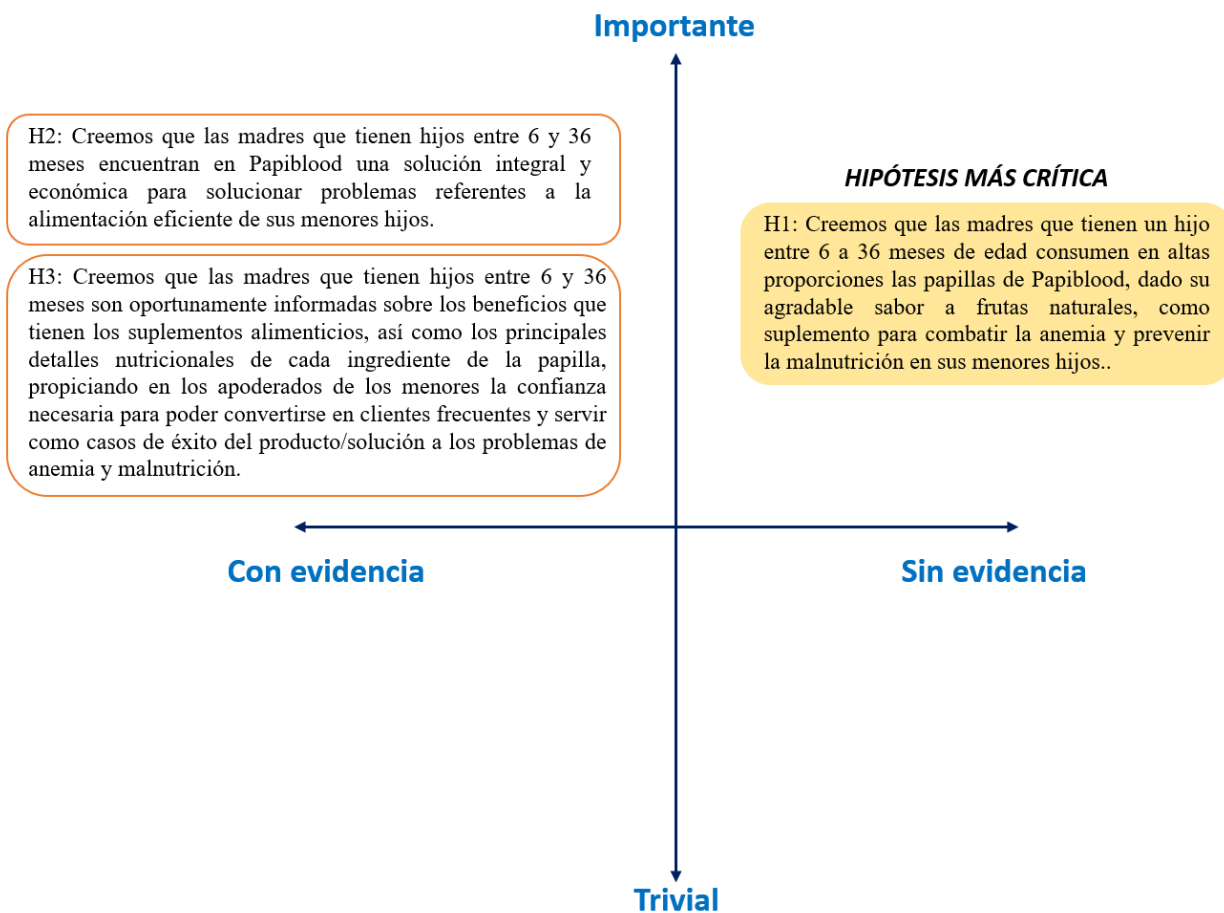 Importante
H2: Creemos que las madres que tienen hijos entre 6 y 36
meses encuentran en Papiblood una solución integral y
económica para solucionar problemas referentes a la
alimentación eficiente de sus menores hijos.
H3: Creemos que las madres que tienen hijos entre 6 y 36
meses son oportunamente informadas sobre los beneficios que
tienen los suplementos alimenticios, así como los principales
detalles nutricionales de cada ingrediente de la papilla,
propiciando en los apoderados de los menores la confianza
necesaria para poder convertirse en clientes frecuentes y servir
como casos de éxito del producto/solución a los problemas de
anemia y malnutrición.
HIPÓTESIS MÁS CRÍTICA
H1: Creemos que las madres que tienen un hijo
entre 6 a 36 meses de edad consumen en altas
proporciones las papillas de Papiblood, dado su
agradable sabor a frutas naturales, como
suplemento para combatir la anemia y prevenir
la malnutrición en sus menores hijos..
Con evidencia
Sin evidencia
Trivial